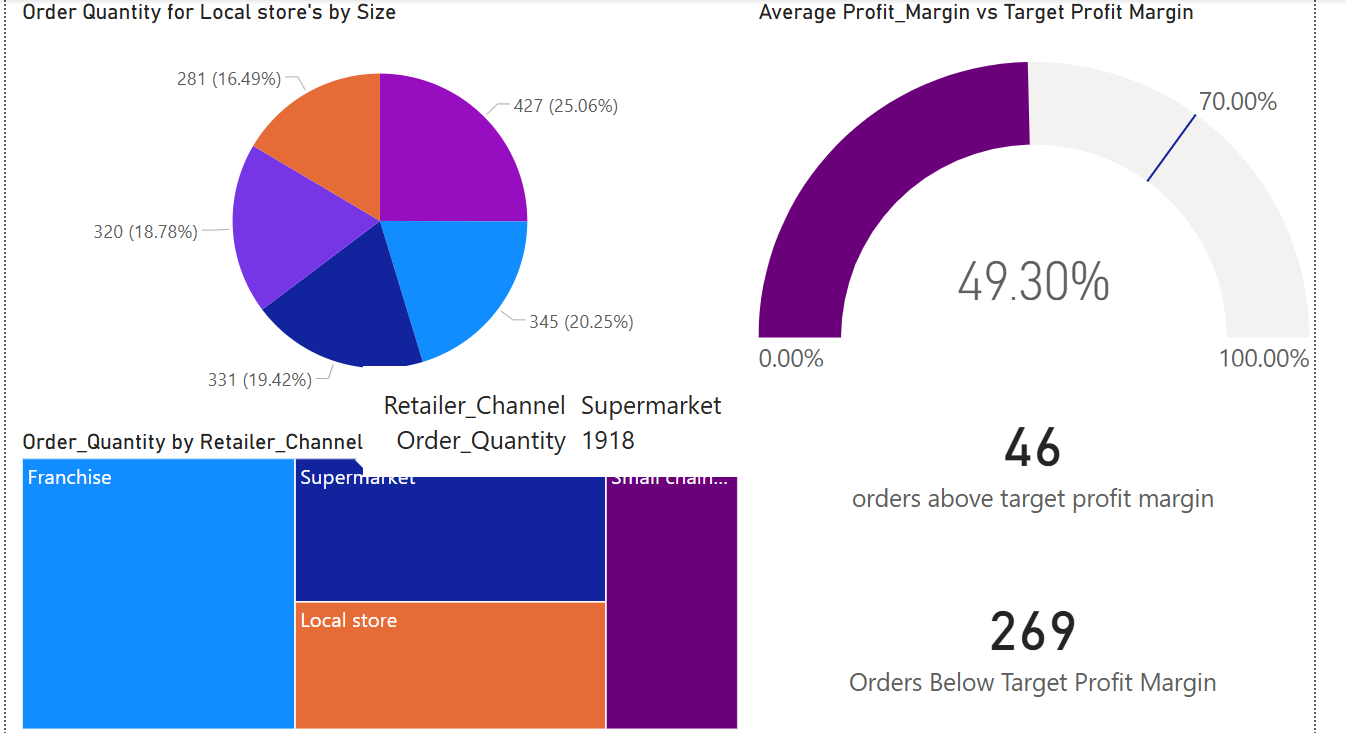 Order Quantity for Local store's by Size
281 (16.49%)
427 (25.06%)
320 (18.78%)
345 (20.25%)
331 (19.42%)
Average Profit_Margin vs Target Profit Margin
70.00%
49.30%
0.00%
100.00%
Retailer_Channel Supermarket
Order_Quantity 1918
Order_Quantity by Retailer_Channel
Franchise
Supermarket
Small chain...
Local store
46
orders above target profit margin
269
Orders Below Target Profit Margin